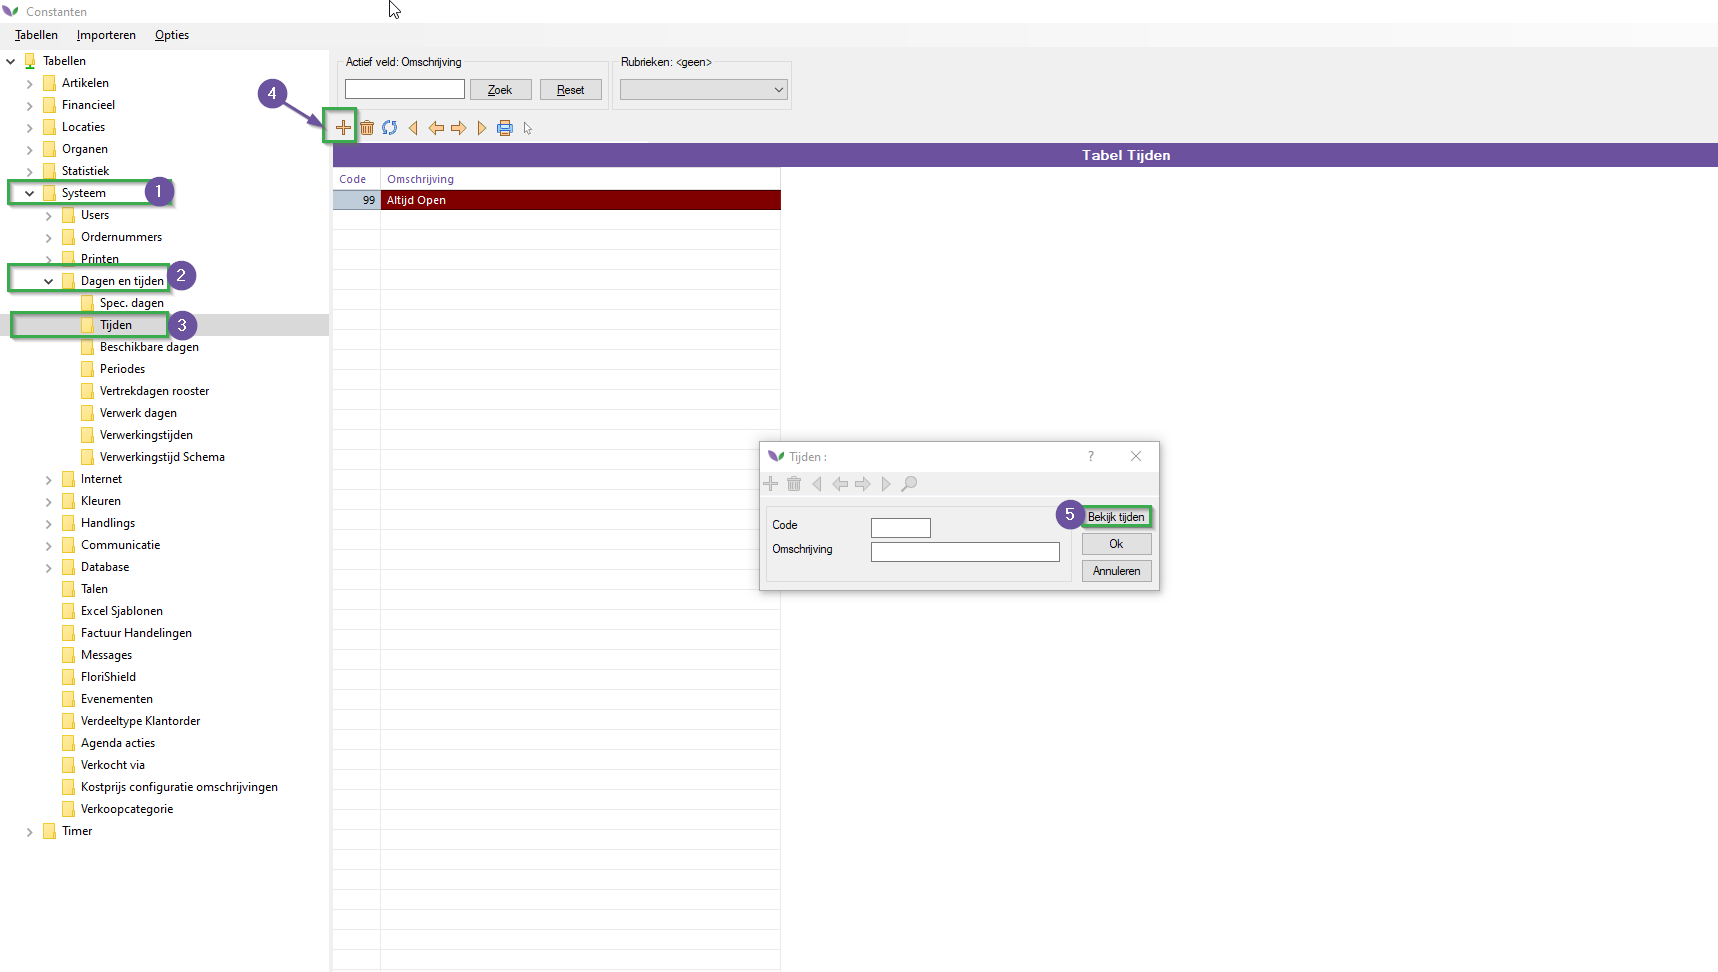 Constanten
Tabellen Importeren Opties
Tabellen
Artikelen
Financieel
Locaties
Organen
Statistiek
Systeem 1
Users
Ordernummers
Printen
Dagen en tijden 2
Spec. dagen
Tijden 3
Beschikbare dagen
Periodes
Vertrekdagen rooster
Verwerk dagen
Verwerkingstijden
Verwerkingstijd Schema
Internet
Kleuren
Handlings
Communicatie
Database
Talen
Excel Sjablonen
Factuur Handelingen
Messages
FloriShield
Evenementen
Verdeeltype Klantorder
Agenda acties
Verkocht via
Kostprijs configuratie omschrijvingen
Verkoopcategorie
Timer
Actief veld: Omschrijving
Rubrieken: <geen>
Zoek Reset
4
Tabel Tijden
Code Omschrijving
99 Altijd Open
Tijden :
?
Code
Omschrijving
5 Bekijk tijden
Ok
Annuleren